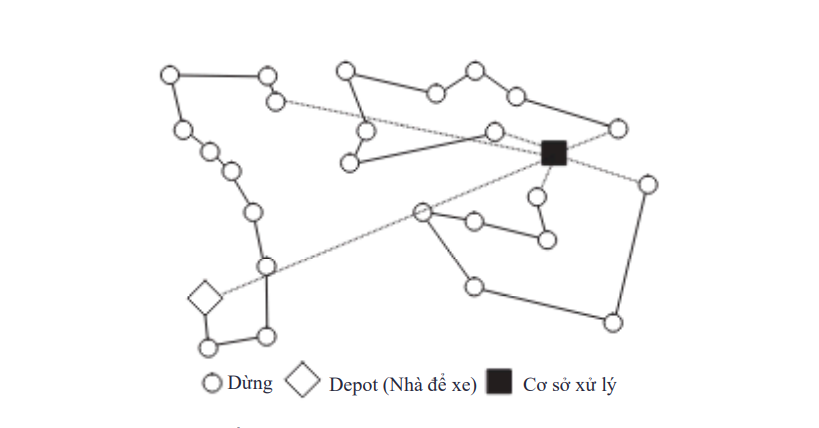 Dừng Depot (Nhà để xe) Cơ sở xử lý